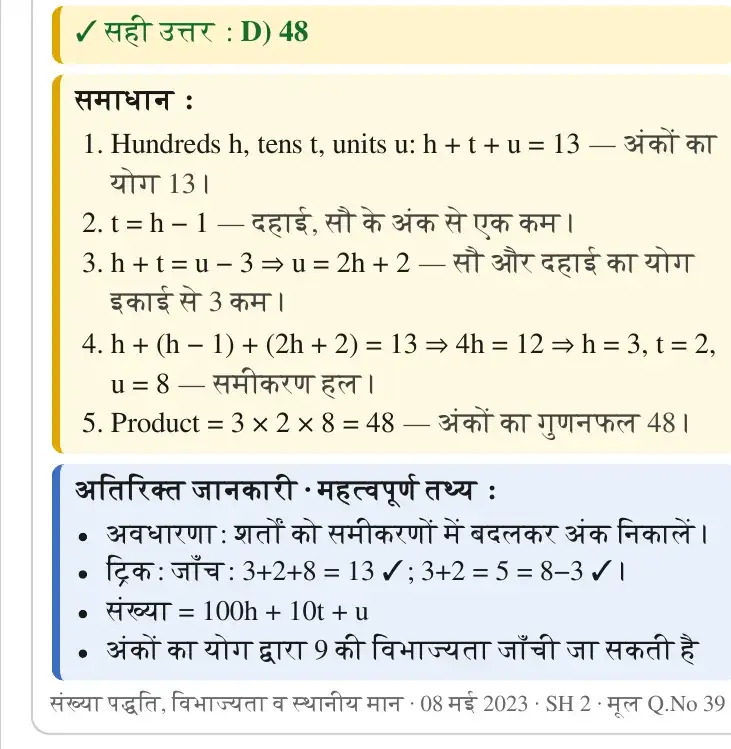 ✓ सही उत्तर : D) 48
समाधान :
1. Hundreds h, tens t, units u: h + t + u = 13 — अंकों का
योग 13।
2. t = h − 1 — दहाई, सौ के अंक से एक कम।
3. h + t = u − 3 ⇒ u = 2h + 2 — सौ और दहाई का योग
इकाई से 3 कम।
4. h + (h − 1) + (2h + 2) = 13 ⇒ 4h = 12 ⇒ h = 3, t = 2,
u = 8 — समीकरण हल।
5. Product = 3 × 2 × 8 = 48 — अंकों का गुणनफल 48।
अतिरिक्त जानकारी · महत्वपूर्ण तथ्य :
• अवधारणा : शर्तों को समीकरणों में बदलकर अंक निकालें।
• ट्रिक : जाँच : 3+2+8 = 13 ✓; 3+2 = 5 = 8−3 ✓।
• संख्या = 100h + 10t + u
• अंकों का योग द्वारा 9 की विभाज्यता जाँची जा सकती है
संख्या पद्धति, विभाज्यता व स्थानीय मान · 08 मई 2023 · SH 2 · मूल Q.No 39